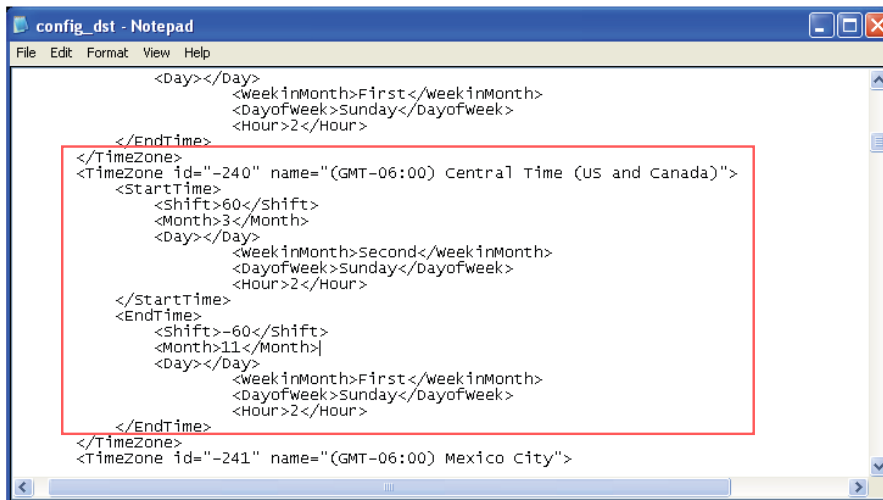 config_dst - Notepad
File Edit Format View Help
<Day></Day>
<WeekinMonth>First</WeekinMonth>
<DayofWeek>Sunday</DayofWeek>
<Hour>2</Hour>
</EndTime>
</TimeZone>
<TimeZone id="-240" name="(GMT-06:00) Central Time (US and Canada)">
<StartTime>
<Shift>60</Shift>
<Month>3</Month>
<Day></Day>
<WeekinMonth>Second</WeekinMonth>
<DayofWeek>Sunday</DayofWeek>
<Hour>2</Hour>
</StartTime>
<EndTime>
<Shift>-60</Shift>
<Month>11</Month>
<Day></Day>
<WeekinMonth>First</WeekinMonth>
<DayofWeek>Sunday</DayofWeek>
<Hour>2</Hour>
</EndTime>
</TimeZone>
<TimeZone id="-241" name="(GMT-06:00) Mexico City">